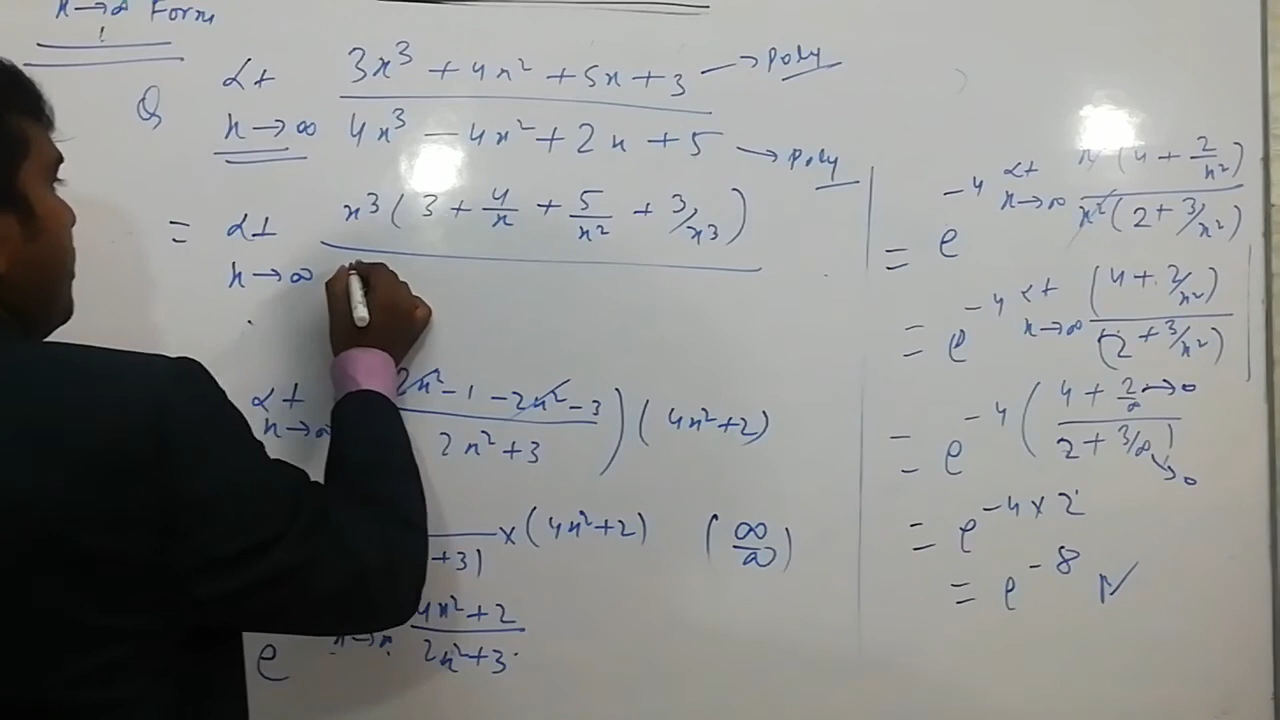 x→∞ Form
Q Lt x→∞ (3x³ + 4x² + 5x + 3) / (4x³ − 4x² + 2x + 5) → poly → poly
= Lt x→∞ x³(3 + 4/x + 5/x² + 3/x³)
Lt x→∞ (2x² − 1 − 2x² − 3) / (2x² + 3) ) (4x² + 2)
+3) × (4x² + 2) (∞/∞)
e x→∞ (4x² + 2) / (2x² + 3)
= e −4 Lt x→∞ (4 + 2/x²) / x²(2 + 3/x²)
= e −4 Lt x→∞ (4 + 2/x²) / (2 + 3/x²)
= e −4 ( (4 + 2/∞ → 0) / (2 + 3/∞ → 0) )
= e −4 × 2
= e −8